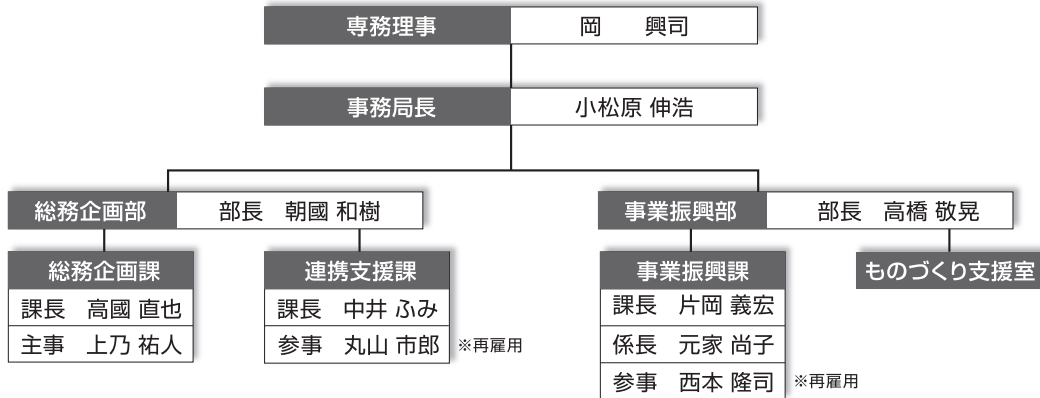 専務理事 岡　興司
事務局長 小松原 伸浩
総務企画部 部長 朝國 和樹
事業振興部 部長 高橋 敬晃
総務企画課
課長 高國 直也
主事 上乃 祐人
連携支援課
課長 中井 ふみ
参事 丸山 市郎 ※再雇用
事業振興課
課長 片岡 義宏
係長 元家 尚子
参事 西本 隆司 ※再雇用
ものづくり支援室